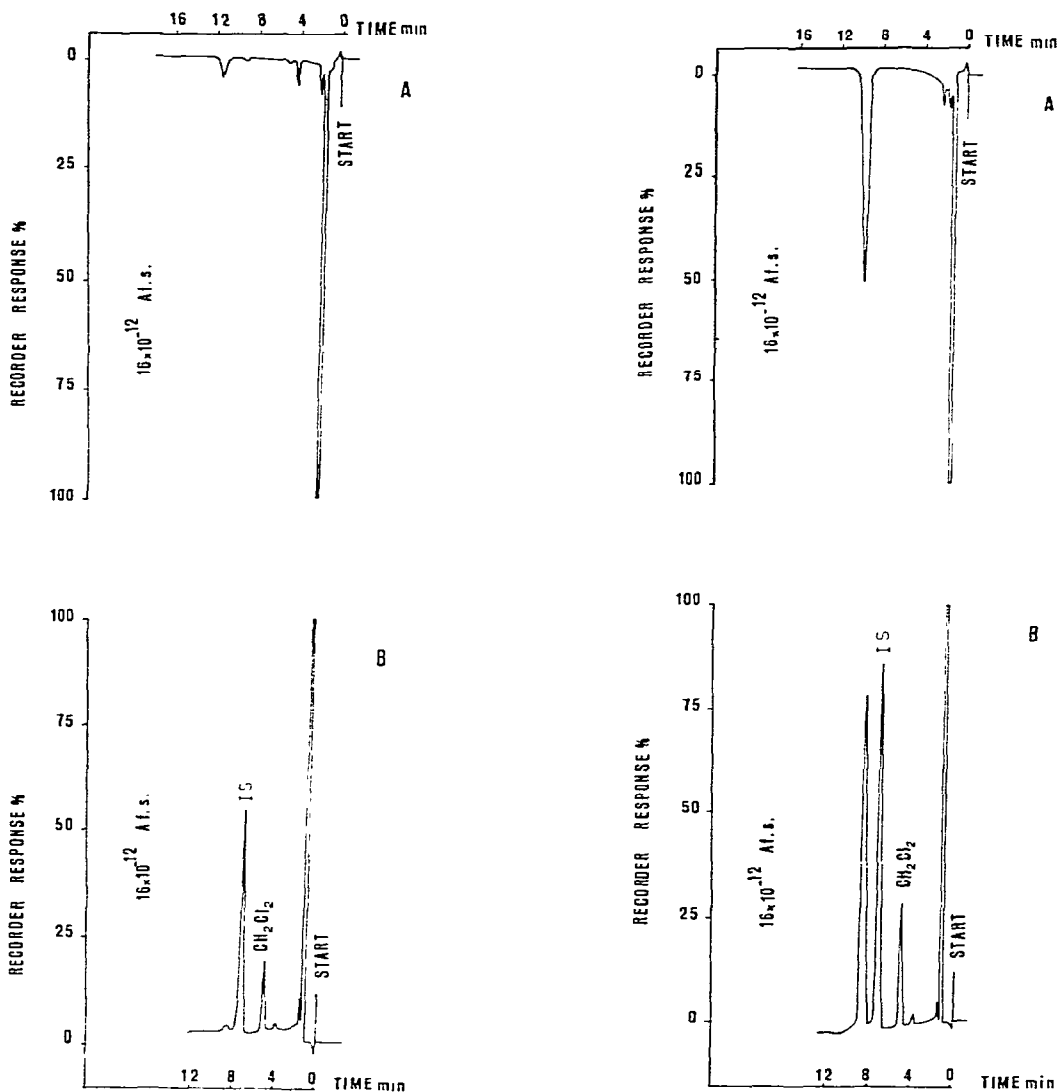 16 12 8 4 0 TIME min
0
A
START
25
RECORDER RESPONSE %
50
16x10⁻¹² Af.s.
75
100
16 12 8 4 0 TIME min
0
A
START
25
RECORDER RESPONSE %
50
16x10⁻¹² Af.s.
75
100
100
B
75
IS
50
RECORDER RESPONSE %
16x10⁻¹² Af.s.
CH₂Cl₂
25
START
0
12 8 4 0 TIME min
100
B
IS
75
RECORDER RESPONSE %
50
16x10⁻¹² Af.s.
CH₂Cl₂
25
START
0
12 8 4 0 TIME min